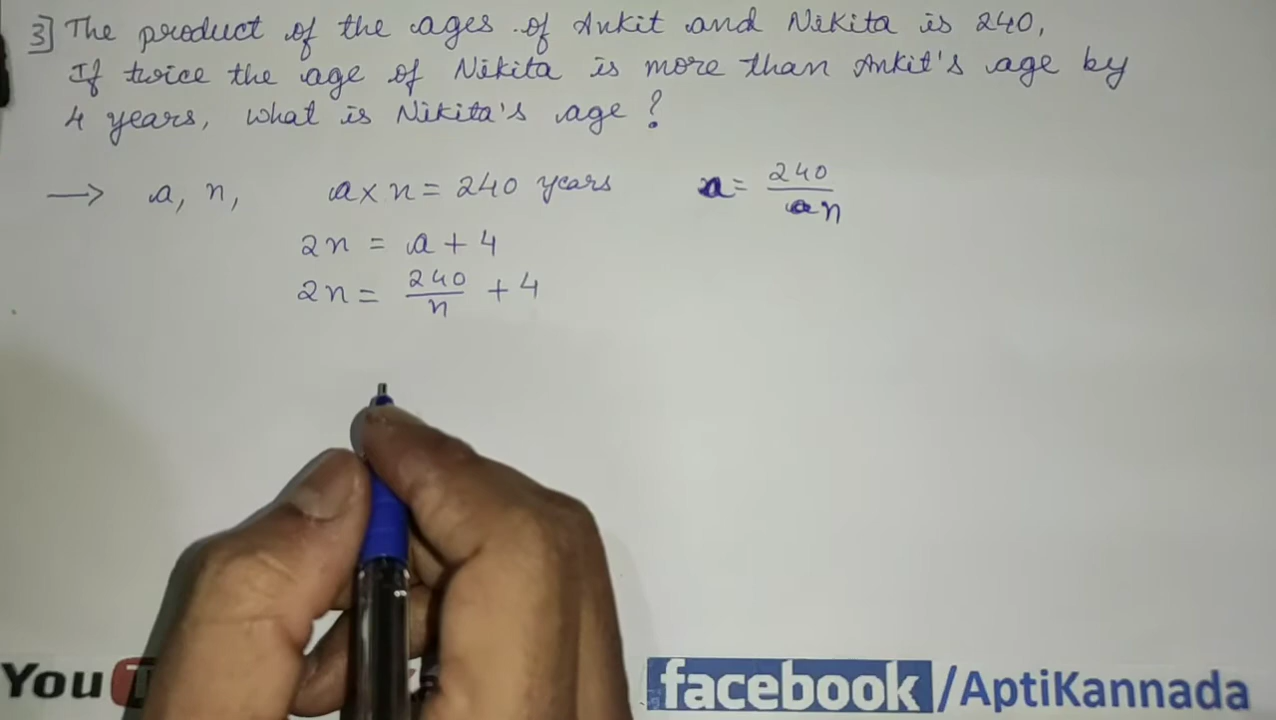 3] The product of the ages of Ankit and Nikita is 240,
If twice the age of Nikita is more than Ankit's age by
4 years, what is Nikita's age?
→ a, n, a × n = 240 years a = 240/n
2n = a + 4
2n = 240/n + 4
You
facebook/AptiKannada